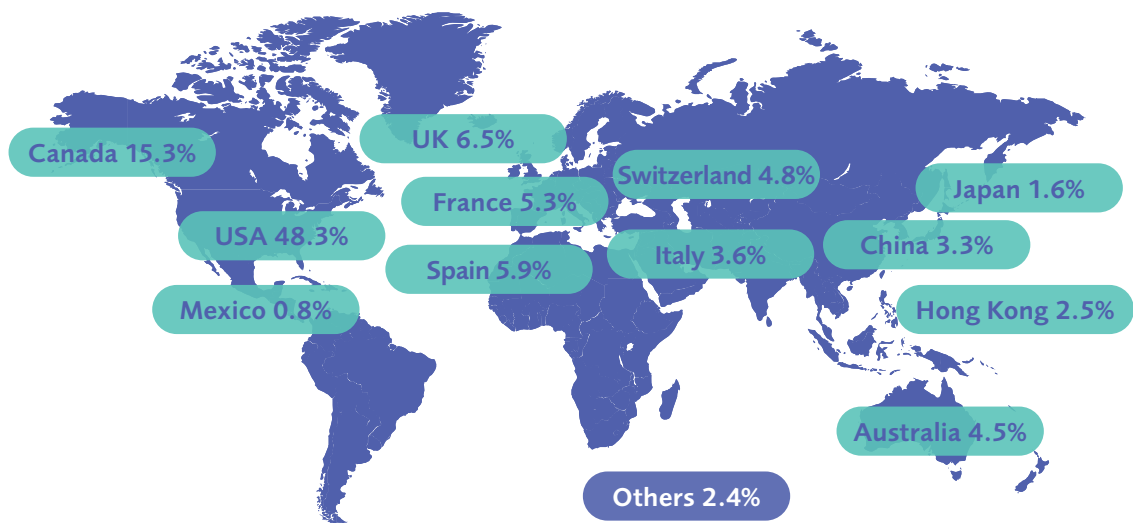 UK 6.5%
Canada 15.3%
Switzerland 4.8%
Japan 1.6%
France 5.3%
USA 48.3%
China 3.3%
Italy 3.6%
Spain 5.9%
Mexico 0.8%
Hong Kong 2.5%
Australia 4.5%
Others 2.4%